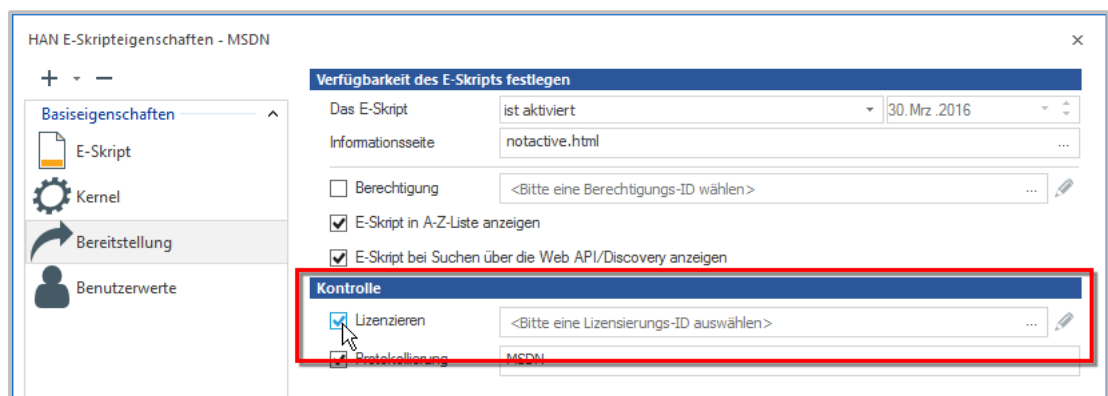 HAN E-Skripteigenschaften - MSDN
Basiseigenschaften
E-Skript
Kernel
Bereitstellung
Benutzerwerte
Verfügbarkeit des E-Skripts festlegen
Das E-Skript ist aktiviert 30. Mrz .2016
Informationsseite notactive.html ...
Berechtigung <Bitte eine Berechtigungs-ID wählen> ...
E-Skript in A-Z-Liste anzeigen
E-Skript bei Suchen über die Web API/Discovery anzeigen
Kontrolle
Lizenzieren <Bitte eine Lizensierungs-ID auswählen> ...
Protokollierung MSDN